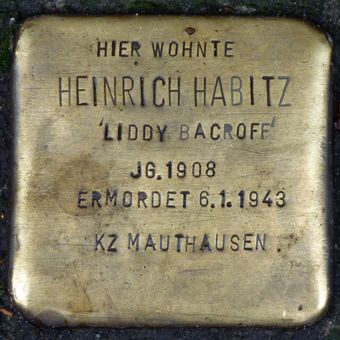 HIER WOHNTE
HEINRICH HABITZ
'LIDDY BACROFF'
JG. 1908
ERMORDET 6.1.1943
KZ MAUTHAUSEN